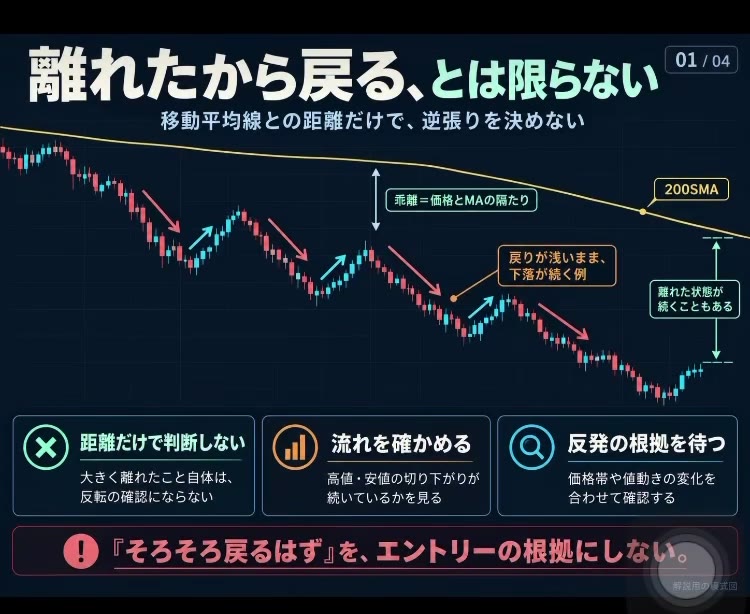 離れたから戻る、とは限らない
01 / 04
移動平均線との距離だけで、逆張りを決めない
200SMA
乖離＝価格とMAの隔たり
戻りが浅いまま、
下落が続く例
離れた状態が
続くこともある
距離だけで判断しない
大きく離れたこと自体は、
反転の確認にならない
流れを確かめる
高値・安値の切り下がりが
続いているかを見る
反発の根拠を待つ
価格帯や値動きの変化を
合わせて確認する
『そろそろ戻るはず』を、エントリーの根拠にしない。
解説用の模式図